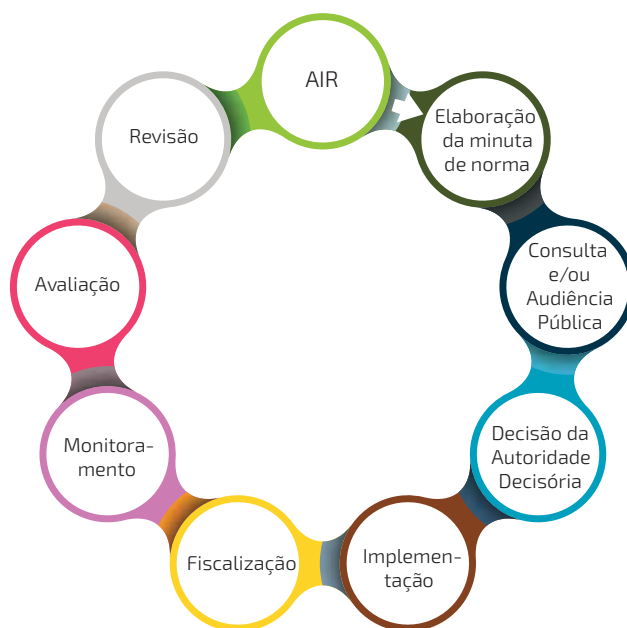 AIR
Elaboração
da minuta
de norma
Consulta
e/ou
Audiência
Pública
Decisão da
Autoridade
Decisória
Implemen-
tação
Fiscalização
Monitora-
mento
Avaliação
Revisão